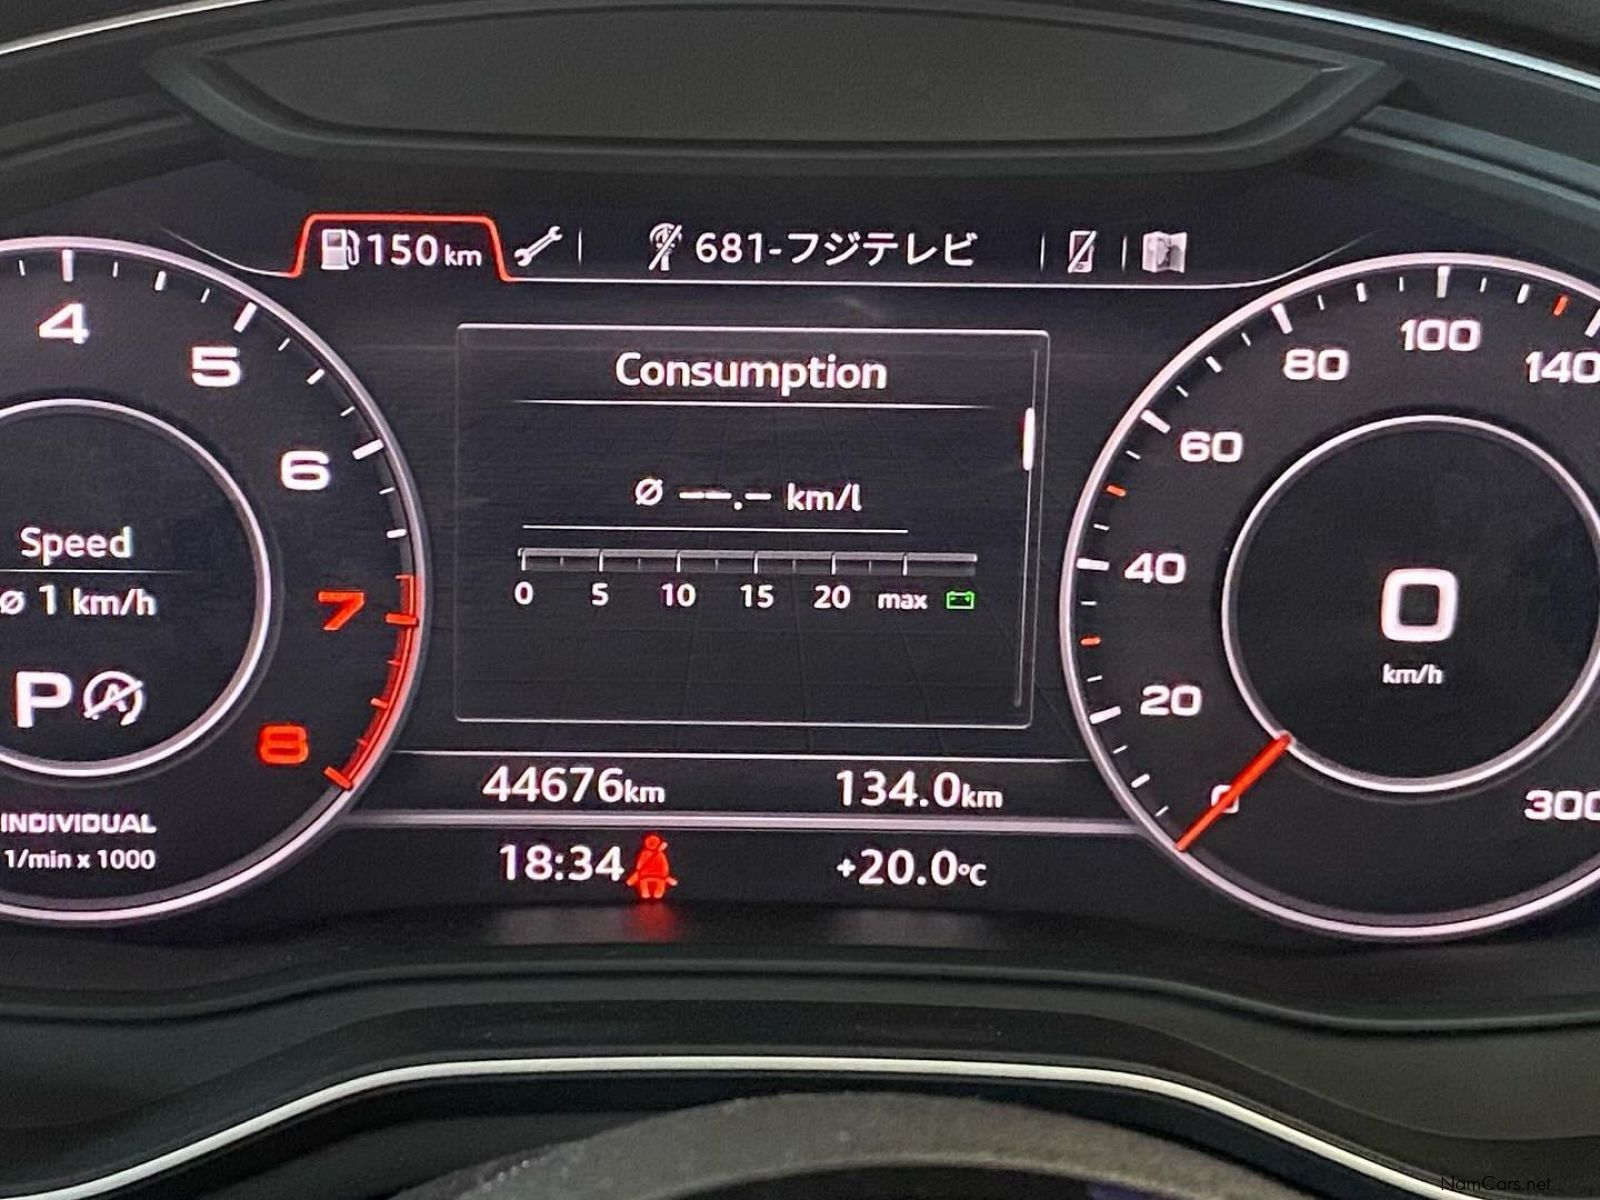 150 km 681-フジテレビ
4 5 6 7 8
Speed
ø 1 km/h
P A
INDIVIDUAL
1/min x 1000
Consumption
ø --.- km/l
0 5 10 15 20 max
44676km 134.0km
18:34 +20.0°C
0 20 40 60 80 100 140 300
0
km/h
NamCars.net